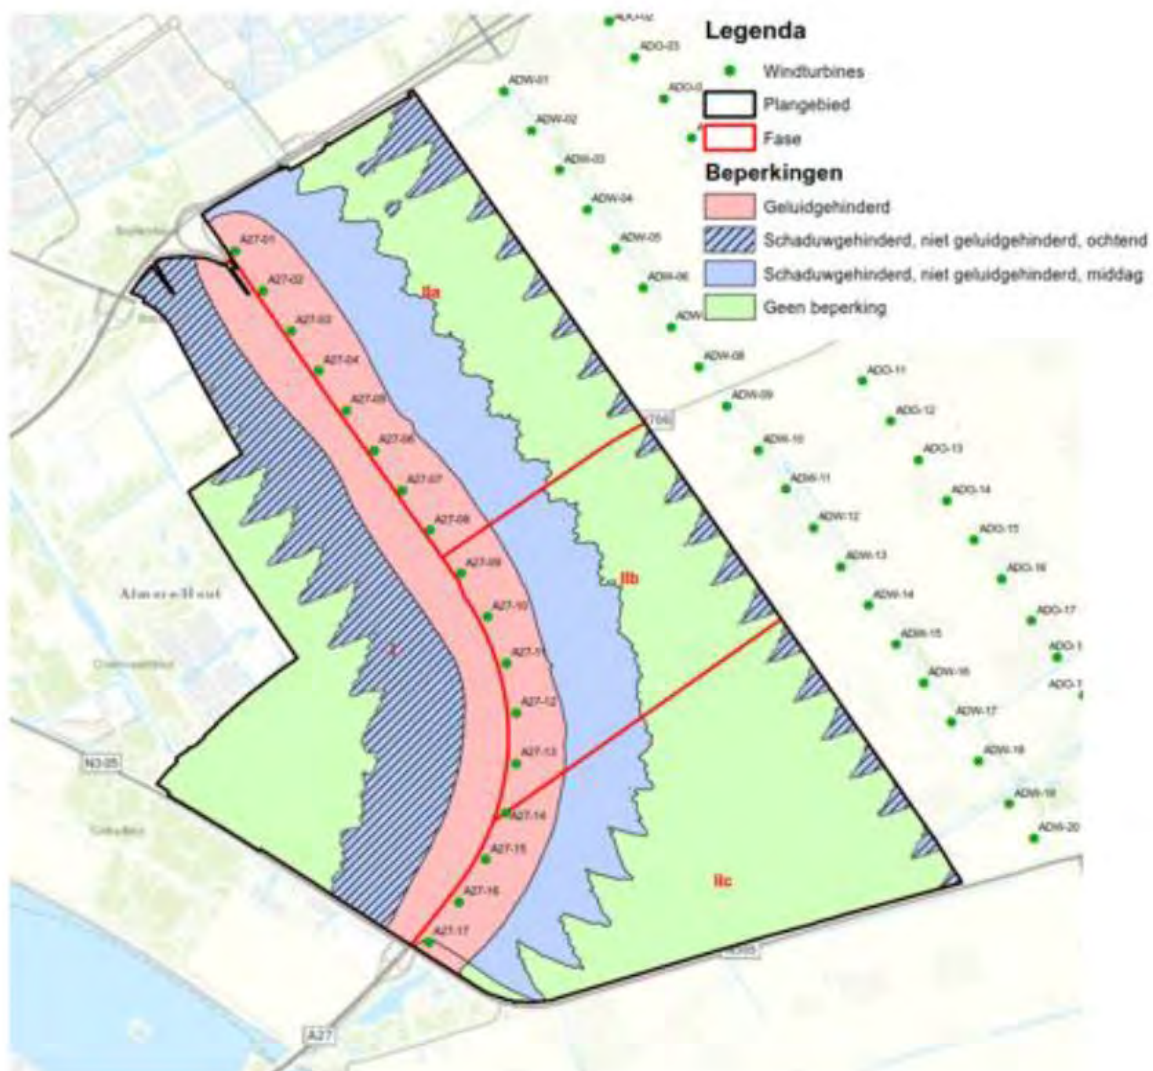 Legenda
Windturbines
Plangebied
Fase
Beperkingen
Geluidgehinderd
Schaduwgehinderd, niet geluidgehinderd, ochtend
Schaduwgehinderd, niet geluidgehinderd, middag
Geen beperking
ADO-03
ADW-01
ADW-02
ADW-03
ADW-04
ADW-05
ADW-06
ADW-08
ADW-09
ADW-10
ADW-11
ADW-12
ADW-13
ADW-14
ADW-15
ADW-16
ADW-17
ADW-18
ADW-19
ADW-20
ADO-11
ADO-12
ADO-13
ADO-14
ADO-15
ADO-16
ADO-17
A27-01
A27-02
A27-03
A27-04
A27-05
A27-06
A27-07
A27-08
A27-09
A27-10
A27-11
A27-12
A27-13
A27-14
A27-15
A27-16
A27-17
IIa
IIb
IIc
Almere-Hout
A27